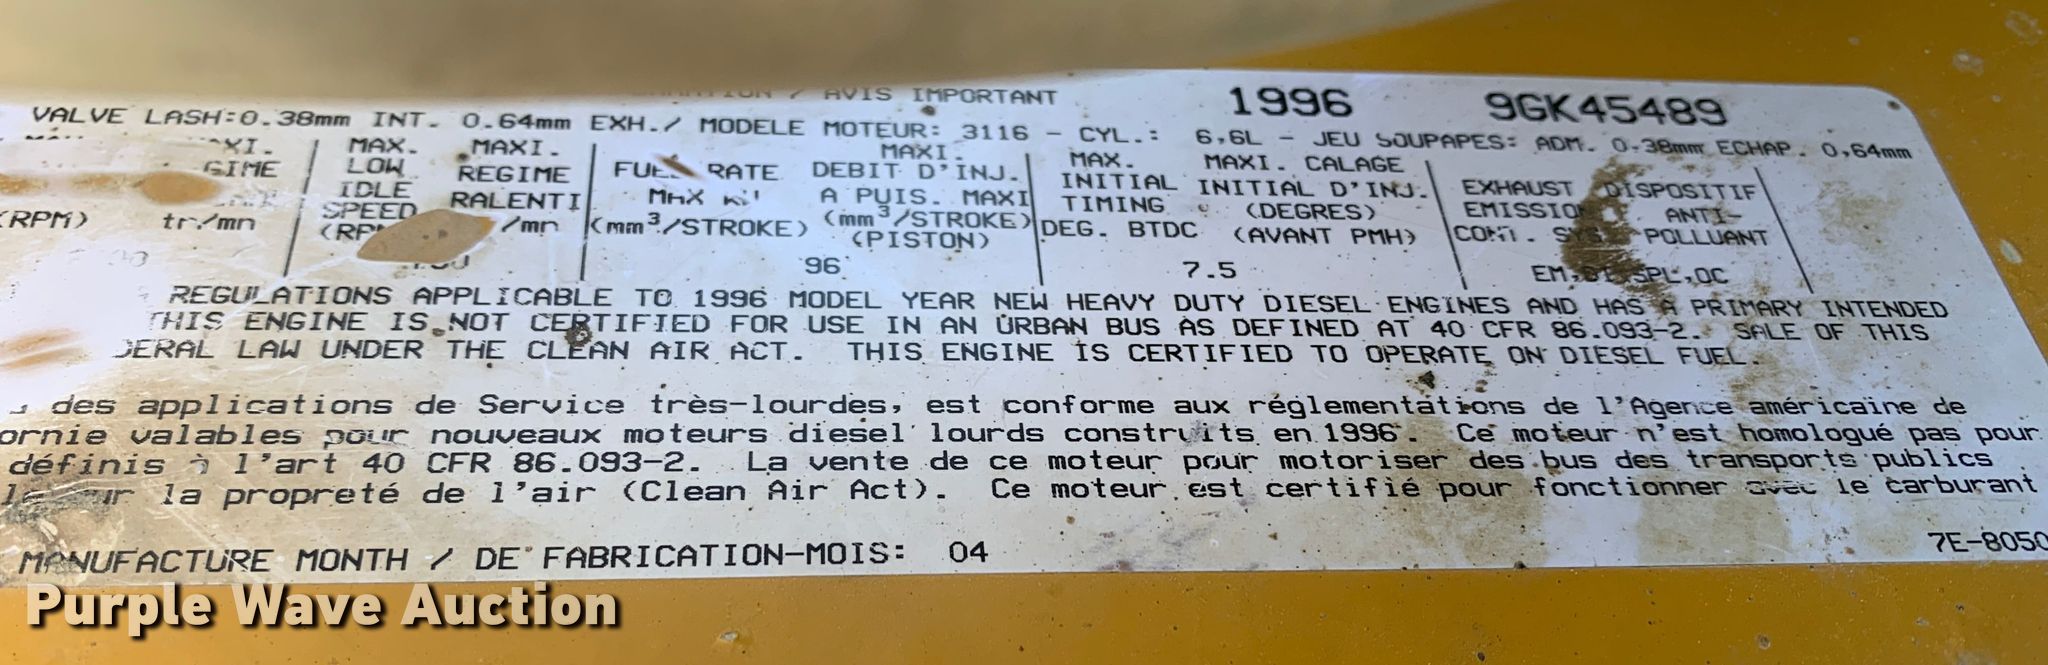 AVIS IMPORTANT 1996 9GK45489
VALVE LASH:0.38mm INT. 0.64mm EXH./ MODELE MOTEUR: 3116 - CYL.: 6,6L - JEU SOUPAPES: ADM. 0,38mm ECHAP. 0,64mm
MAX. MAXI. MAXI. MAX. MAXI. CALAGE
LOW REGIME FUEL RATE DEBIT D'INJ. INITIAL INITIAL D'INJ. EXHAUST DISPOSITIF
IDLE RALENTI A PUIS. MAXI TIMING (DEGRES) EMISSION ANTI-
(RPM) tr/mn SPEED /mn (mm³/STROKE) (mm³/STROKE) DEG. BTDC (AVANT PMH) POLLUANT
(PISTON)
96 7.5
REGULATIONS APPLICABLE TO 1996 MODEL YEAR NEW HEAVY DUTY DIESEL ENGINES AND HAS A PRIMARY INTENDED
THIS ENGINE IS NOT CERTIFIED FOR USE IN AN URBAN BUS AS DEFINED AT 40 CFR 86.093-2. SALE OF THIS
DERAL LAW UNDER THE CLEAN AIR ACT. THIS ENGINE IS CERTIFIED TO OPERATE ON DIESEL FUEL.
des applications de Service très-lourdes, est conforme aux réglementations de l'Agence américaine de
ornie valables pour nouveaux moteurs diesel lourds construits en 1996. Ce moteur n'est homologué pas pour
définis à l'art 40 CFR 86.093-2. La vente de ce moteur pour motoriser des bus des transports publics
la propreté de l'air (Clean Air Act). Ce moteur est certifié pour fonctionner avec le carburant
MANUFACTURE MONTH / DE FABRICATION-MOIS: 04
7E-8050
Purple Wave Auction